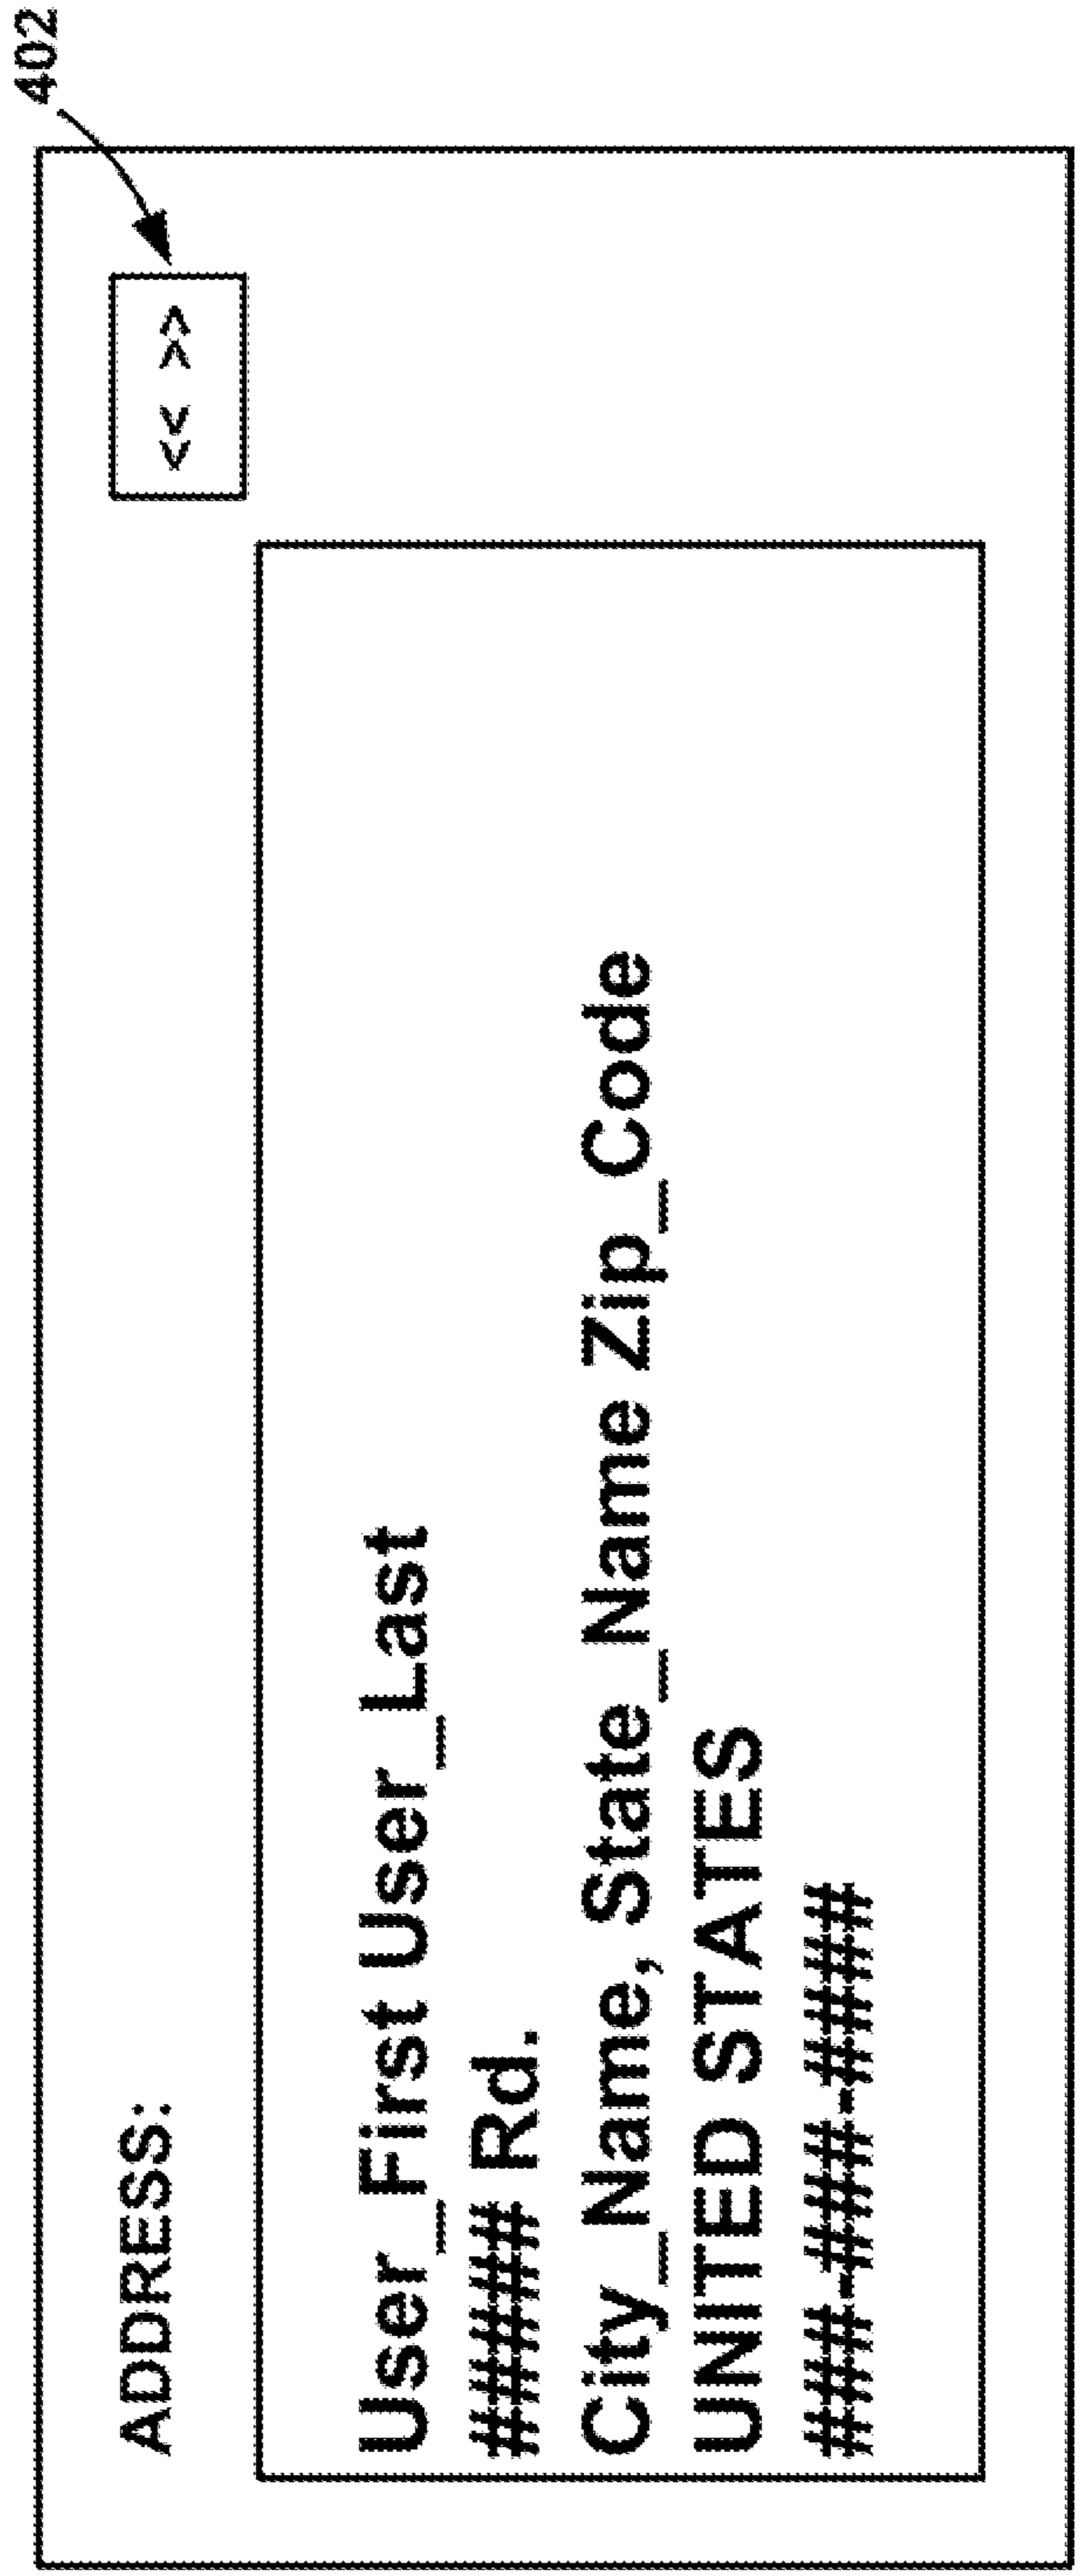 402
ADDRESS:
<< >>
User_First User_Last
##### Rd.
City_Name, State_Name Zip_Code
UNITED STATES
###-###-####